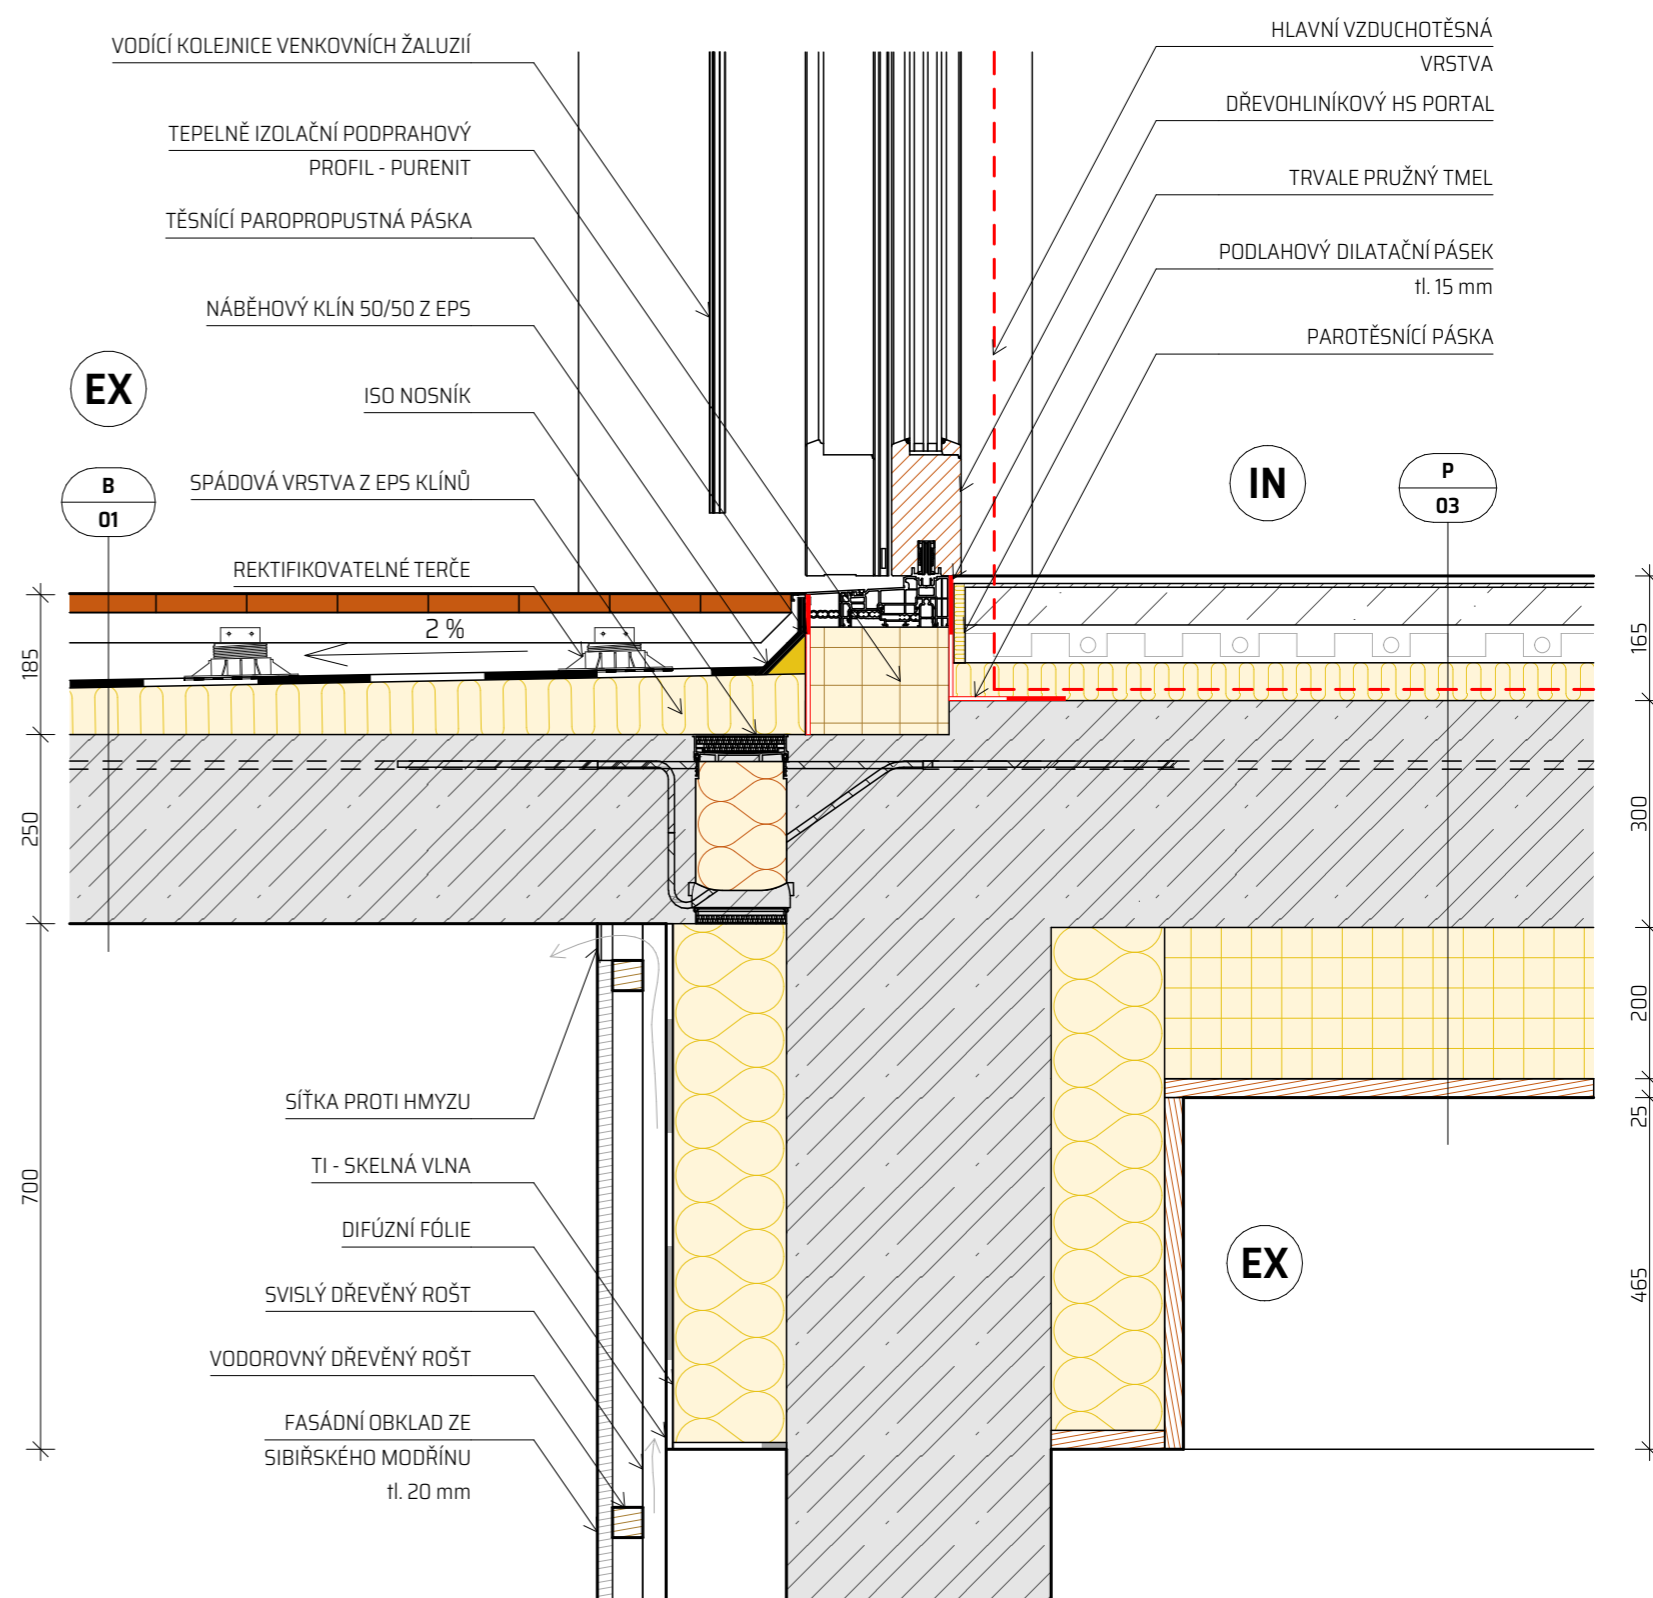 VODÍCÍ KOLEJNICE VENKOVNÍCH ŽALUZIÍ
TEPELNĚ IZOLAČNÍ PODPRAHOVÝ
PROFIL - PURENIT
TĚSNÍCÍ PAROPROPUSTNÁ PÁSKA
NÁBĚHOVÝ KLÍN 50/50 Z EPS
EX
ISO NOSNÍK
SPÁDOVÁ VRSTVA Z EPS KLÍNŮ
B
01
REKTIFIKOVATELNÉ TERČE
2 %
HLAVNÍ VZDUCHOTĚSNÁ
VRSTVA
DŘEVOHLINÍKOVÝ HS PORTAL
TRVALE PRUŽNÝ TMEL
PODLAHOVÝ DILATAČNÍ PÁSEK
tl. 15 mm
PAROTĚSNÍCÍ PÁSKA
IN
P
03
185
250
700
165
300
200
25
465
SÍŤKA PROTI HMYZU
TI - SKELNÁ VLNA
DIFÚZNÍ FÓLIE
SVISLÝ DŘEVĚNÝ ROŠT
VODOROVNÝ DŘEVĚNÝ ROŠT
FASÁDNÍ OBKLAD ZE
SIBIŘSKÉHO MODŘÍNU
tl. 20 mm
EX